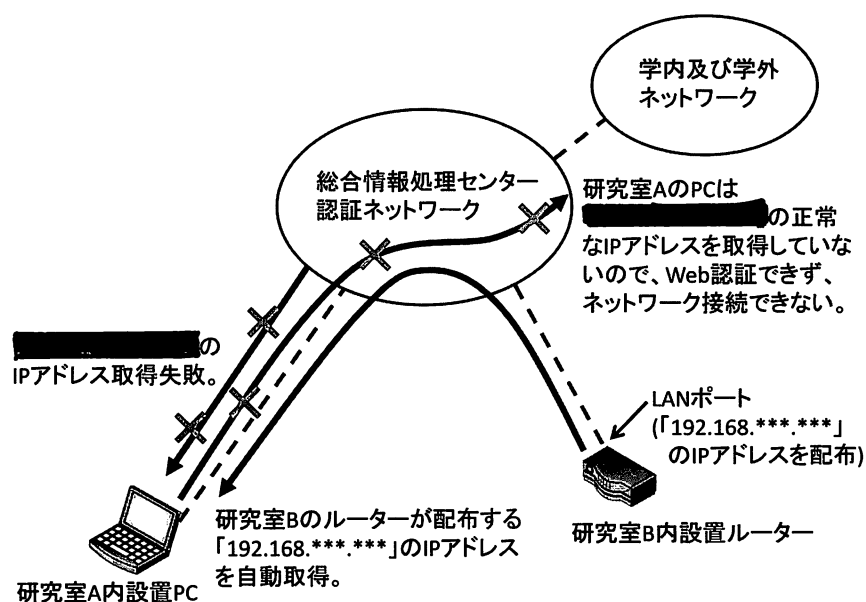 学内及び学外
ネットワーク
総合情報処理センター
認証ネットワーク
研究室AのPCは
の正常
なIPアドレスを取得していな
いので、Web認証できず、
ネットワーク接続できない。
の
IPアドレス取得失敗。
LANポート
(「192.168.***.***」
のIPアドレスを配布)
研究室B内設置ルーター
研究室Bのルーターが配布する
「192.168.***.***」のIPアドレス
を自動取得。
研究室A内設置PC